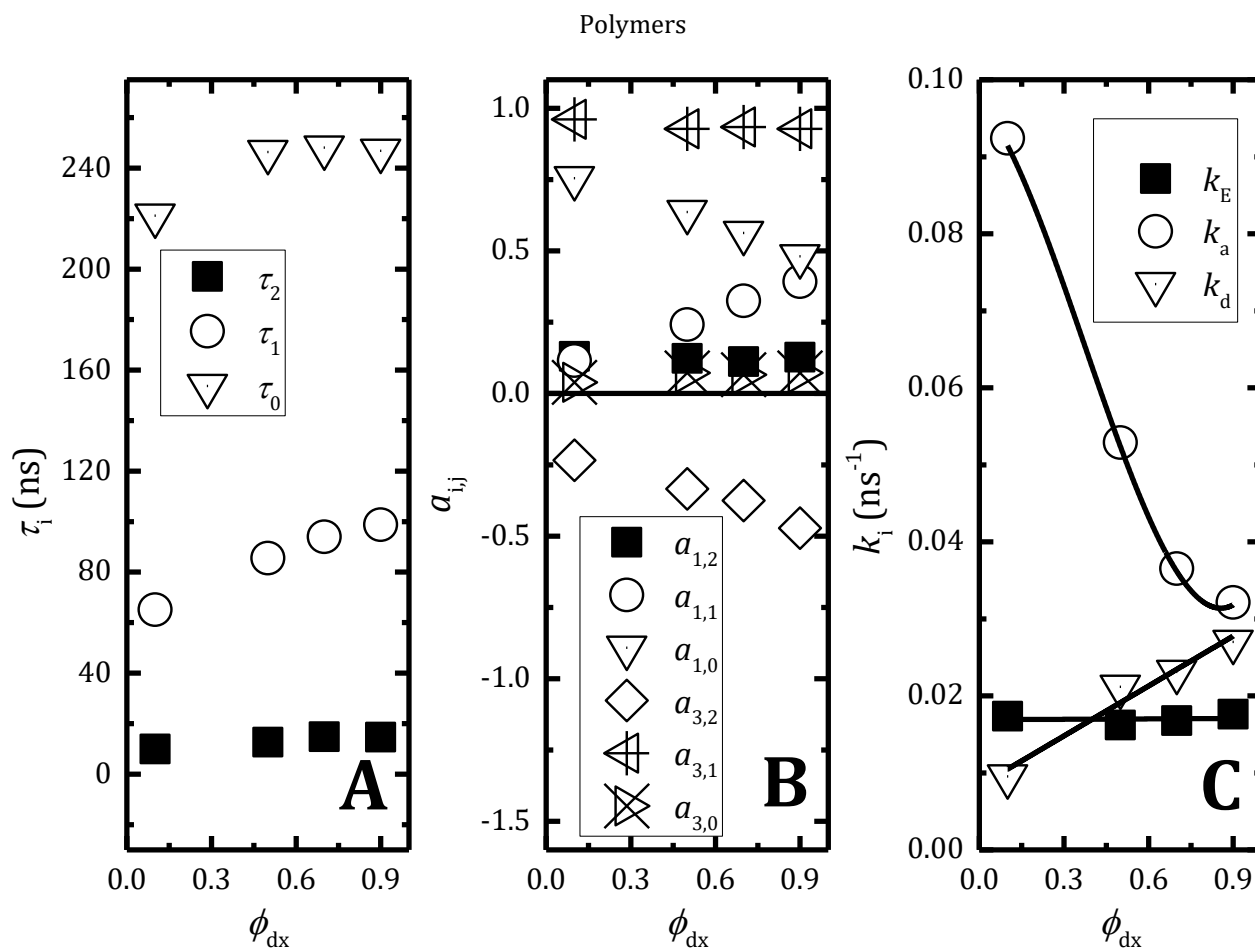 Polymers
240
200
160
120
80
40
0
τi (ns)
τ2
τ1
τ0
A
0.0 0.3 0.6 0.9
ϕdx
1.0
0.5
0.0
-0.5
-1.0
-1.5
ai,j
a1,2
a1,1
a1,0
a3,2
a3,1
a3,0
B
0.0 0.3 0.6 0.9
ϕdx
0.10
0.08
0.06
0.04
0.02
0.00
ki (ns-1)
kE
ka
kd
C
0.0 0.3 0.6 0.9
ϕdx